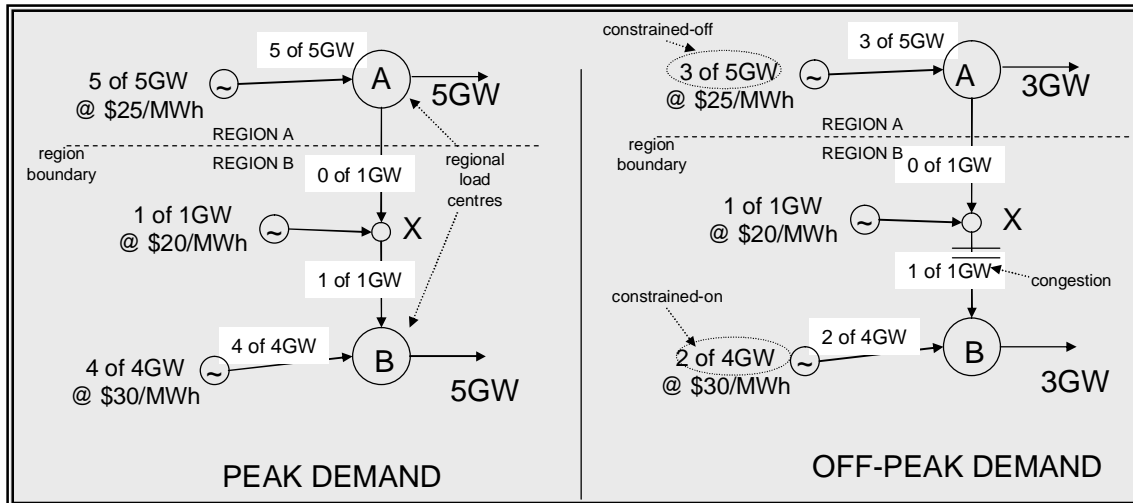 5 of 5GW
5 of 5GW
@ $25/MWh
~
A
5GW
REGION A
region
boundary
REGION B
regional
load
centres
0 of 1GW
1 of 1GW
@ $20/MWh
~
X
1 of 1GW
4 of 4GW
4 of 4GW
@ $30/MWh
~
B
5GW
PEAK DEMAND
constrained-off
3 of 5GW
3 of 5GW
@ $25/MWh
~
A
3GW
REGION A
region
boundary
REGION B
0 of 1GW
1 of 1GW
@ $20/MWh
~
X
1 of 1GW
congestion
constrained-on
2 of 4GW
2 of 4GW
@ $30/MWh
~
B
3GW
OFF-PEAK DEMAND